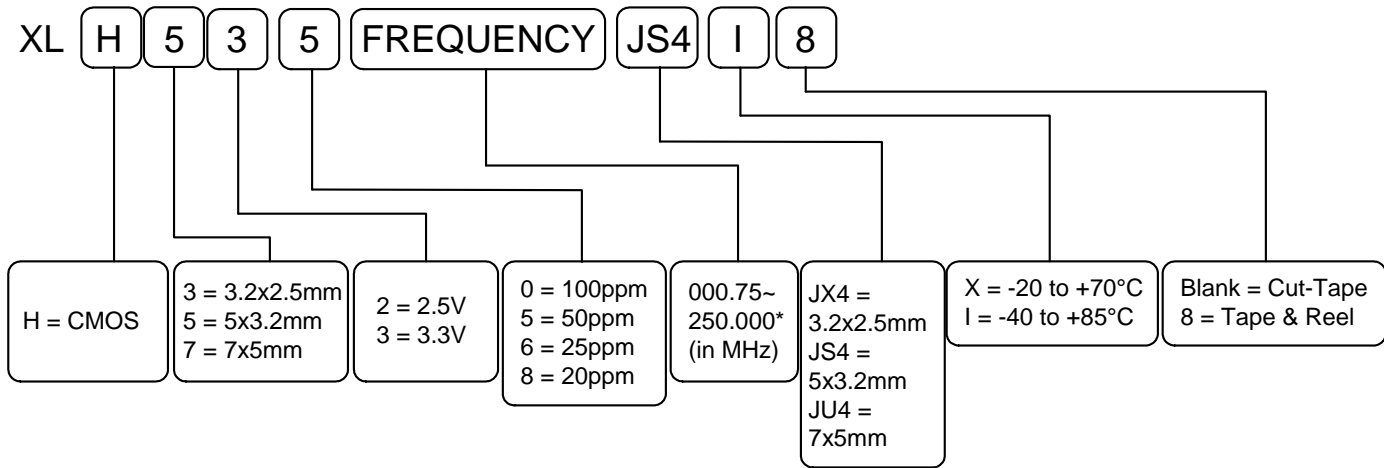 XL H 5 3 5 FREQUENCY JS4 I 8
H = CMOS
3 = 3.2x2.5mm
5 = 5x3.2mm
7 = 7x5mm
2 = 2.5V
3 = 3.3V
0 = 100ppm
5 = 50ppm
6 = 25ppm
8 = 20ppm
000.75~
250.000*
(in MHz)
JX4 =
3.2x2.5mm
JS4 =
5x3.2mm
JU4 =
7x5mm
X = -20 to +70°C
I = -40 to +85°C
Blank = Cut-Tape
8 = Tape & Reel